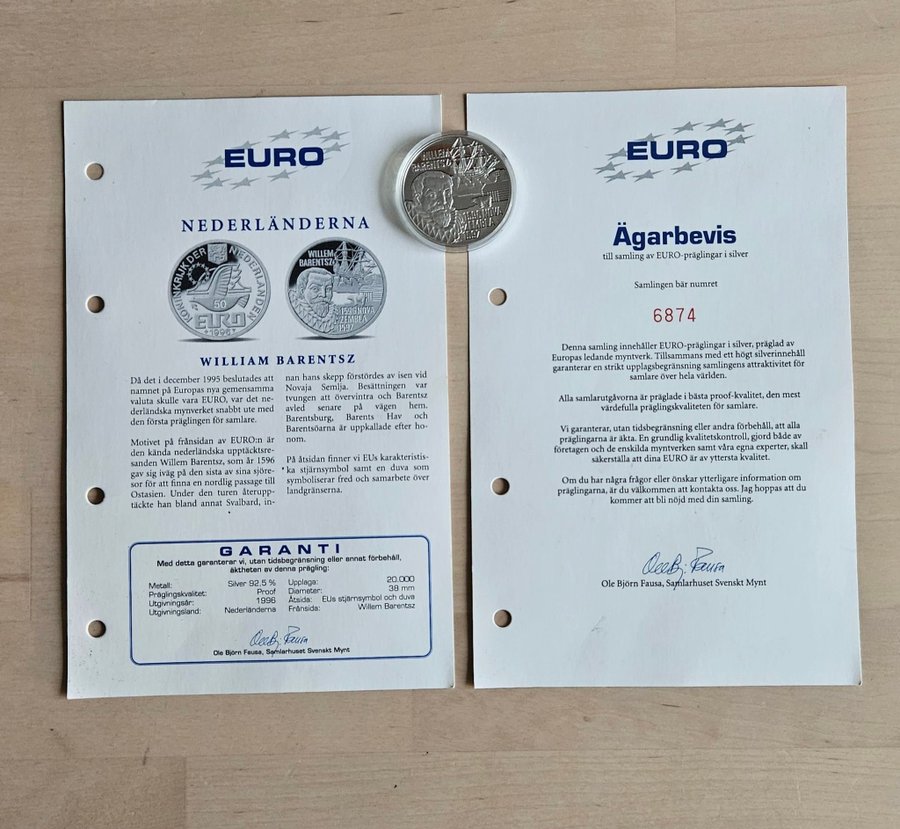 EURO
NEDERLÄNDERNA
KONINKRIJK DER NEDERLANDEN
50
EURO
1996
WILLEM
BARENTSZ
1596 NOVA
ZEMBLA
1597
WILLIAM BARENTSZ
Då det i december 1995 beslutades att
namnet på Europas nya gemensamma
valuta skulle vara EURO, var det ne-
derländska myntverket snabbt ute med
den första präglingen för samlare.
Motivet på frånsidan av EURO:n är
den kända nederländska upptäcktsre-
sanden Willem Barentsz, som år 1596
gav sig iväg på den sista av sina sjöre-
sor för att finna en nordlig passage till
Ostasien. Under den turen återupp-
täckte han bland annat Svalbard, in-
nan hans skepp förstördes av isen vid
Novaja Semlja. Besättningen var
tvungen att övervintra och Barentsz
avled senare på vägen hem.
Barentsburg, Barents Hav och
Barentsöarna är uppkallade efter ho-
nom.
På åtsidan finner vi EUs karakteristis-
ka stjärnsymbol samt en duva som
symboliserar fred och samarbete över
landgränserna.
GARANTI
Med detta garanterar vi, utan tidsbegränsning eller annat förbehåll,
äktheten av denna prägling:
Metall: Silver 92.5 %
Präglingskvalitet: Proof
Utgivningsår: 1996
Utgivningsland: Nederländerna
Upplaga: 20.000
Diameter: 38 mm
Åtsida: EUs stjärnsymbol och duva
Frånsida: Willem Barentsz
Ole Björn Fausa, Samlarhuset Svenskt Mynt
WILLEM
BARENTSZ
1596 NOVA
ZEMBLA
1597
EURO
Ägarbevis
till samling av EURO-präglingar i silver
Samlingen bär numret
6874
Denna samling innehåller EURO-präglingar i silver, präglad av
Europas ledande myntverk. Tillsammans med ett högt silverinnehåll
garanterar en strikt upplagsbegränsning samlingens attraktivitet för
samlare över hela världen.
Alla samlarutgåvorna är präglade i bästa proof-kvalitet, den mest
värdefulla präglingskvaliteten för samlare.
Vi garanterar, utan tidsbegränsning eller andra förbehåll, att alla
präglingarna är äkta. En grundlig kvalitetskontroll, gjord både av
företagen och de enskilda myntverken samt våra egna experter, skall
säkerställa att dina EURO är av yttersta kvalitet.
Om du har några frågor eller önskar ytterligare information om
präglingarna, är du välkommen att kontakta oss. Jag hoppas att du
kommer att bli nöjd med din samling.
Ole Björn Fausa, Samlarhuset Svenskt Mynt